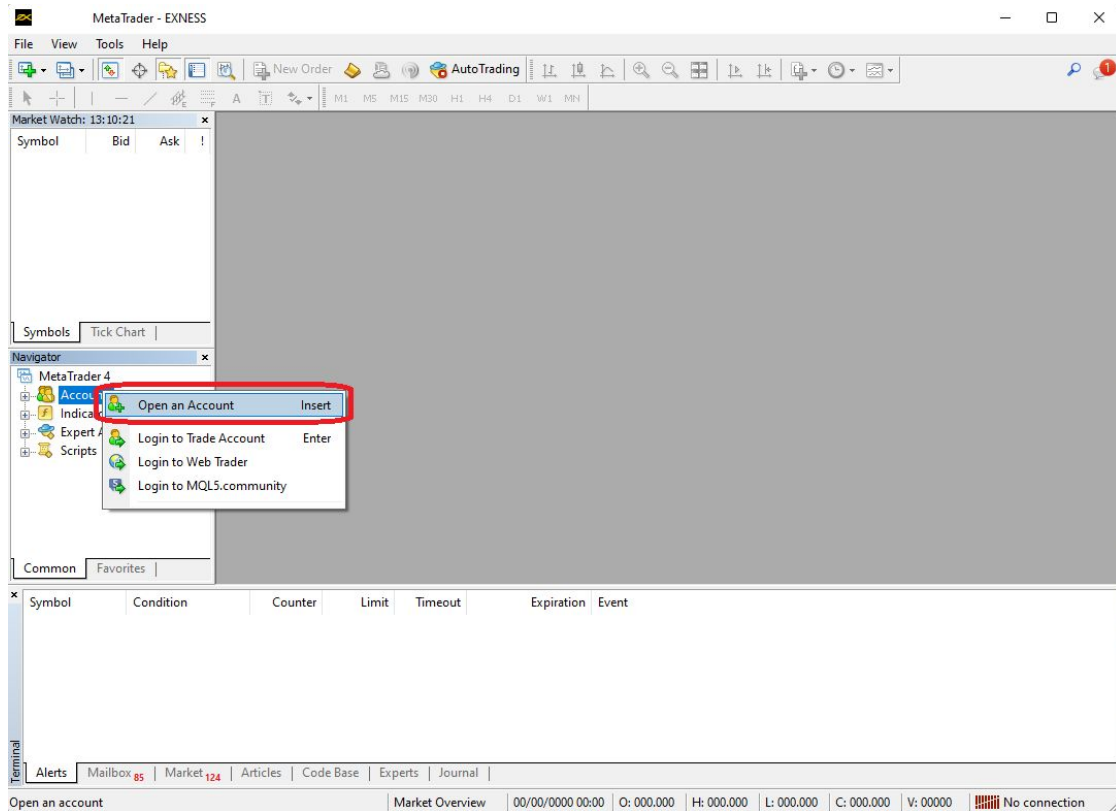 MetaTrader - EXNESS
File View Tools Help
New Order AutoTrading
1
A T M1 M5 M15 M30 H1 H4 D1 W1 MN
Market Watch: 13:10:21
Symbol Bid Ask !
Symbols Tick Chart
Navigator
MetaTrader 4
Open an Account Insert
Login to Trade Account Enter
Scripts
Login to Web Trader
Login to MQL5.community
Common Favorites
Symbol Condition Counter Limit Timeout Expiration Event
Terminal
Alerts Mailbox 85 Market 124 Articles Code Base Experts Journal
Open an account Market Overview 00/00/0000 00:00 O: 000.000 H: 000.000 L: 000.000 C: 000.000 V: 00000 No connection